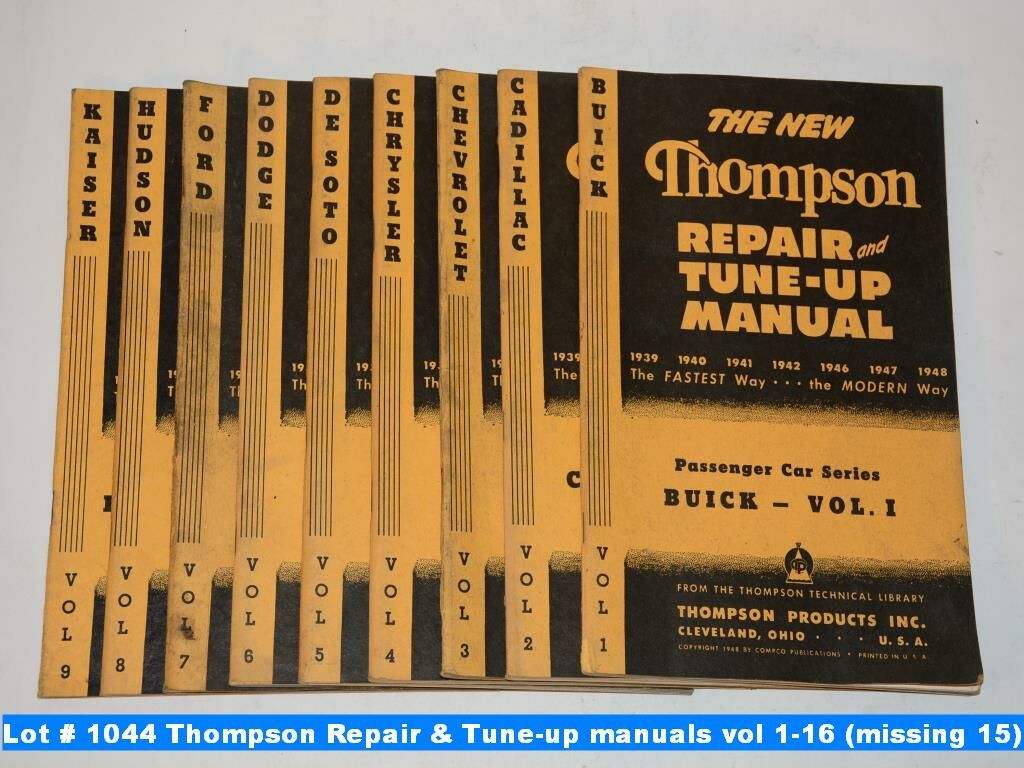 KAISER
VOL 9
HUDSON
VOL 8
FORD
VOL 7
DODGE
VOL 6
DE SOTO
VOL 5
CHRYSLER
VOL 4
CHEVROLET
VOL 3
CADILLAC
VOL 2
1939
The
C
BUICK
VOL 1
THE NEW
Thompson
REPAIR and
TUNE-UP
MANUAL
1939 1940 1941 1942 1946 1947 1948
The FASTEST Way ··· the MODERN Way
Passenger Car Series
BUICK — VOL. I
TP
FROM THE THOMPSON TECHNICAL LIBRARY
THOMPSON PRODUCTS INC.
CLEVELAND, OHIO · · · U. S. A.
COPYRIGHT 1948 BY COMPCO PUBLICATIONS • PRINTED IN U. S. A.
Lot # 1044 Thompson Repair & Tune-up manuals vol 1-16 (missing 15)